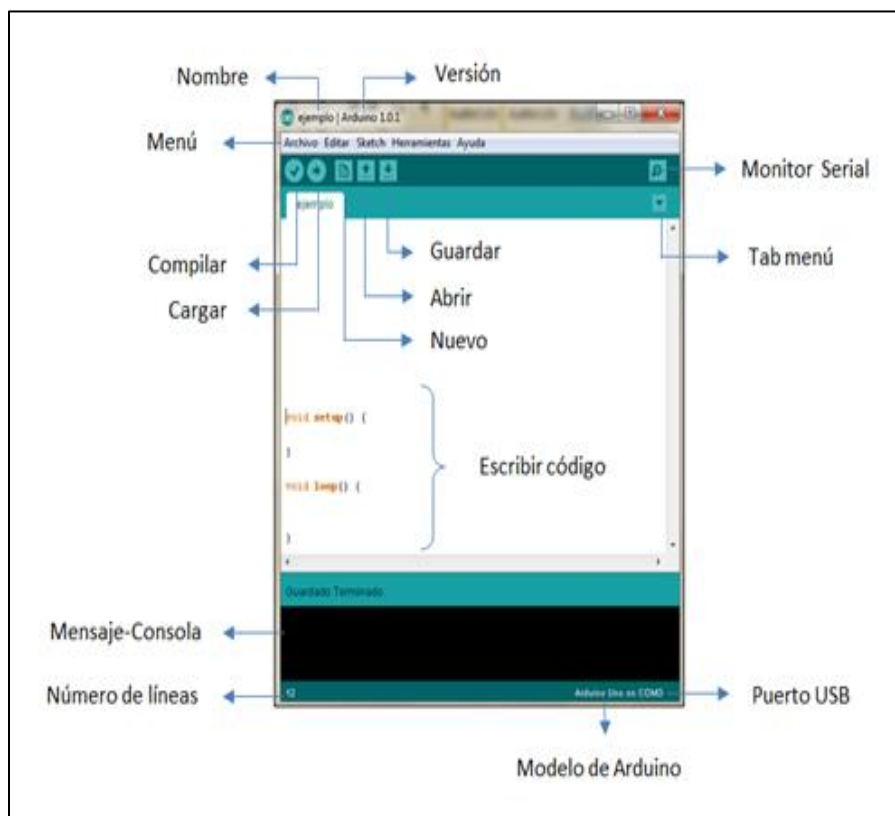 Nombre
Versión
ejemplo | Arduino 1.0.1
Menú
Archivo Editar Sketch Herramientas Ayuda
Monitor Serial
ejemplo
Compilar
Guardar
Tab menú
Cargar
Abrir
Nuevo
void setup() {
}
Escribir código
void loop() {
}
Guardado Terminado.
Mensaje-Consola
Número de líneas
12
Arduino Uno on COM3
Puerto USB
Modelo de Arduino